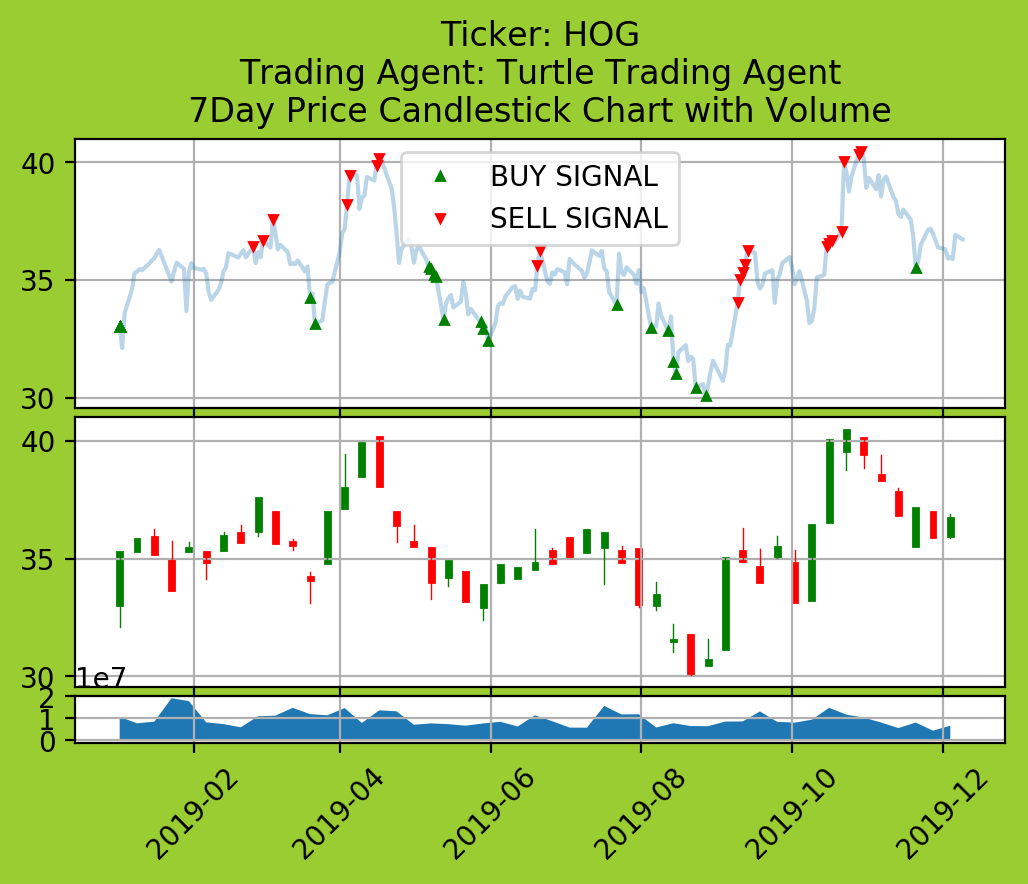 Ticker: HOG
Trading Agent: Turtle Trading Agent
7Day Price Candlestick Chart with Volume
40
35
30
BUY SIGNAL
SELL SIGNAL
40
35
30
1e7
2
1
0
2019-02
2019-04
2019-06
2019-08
2019-10
2019-12